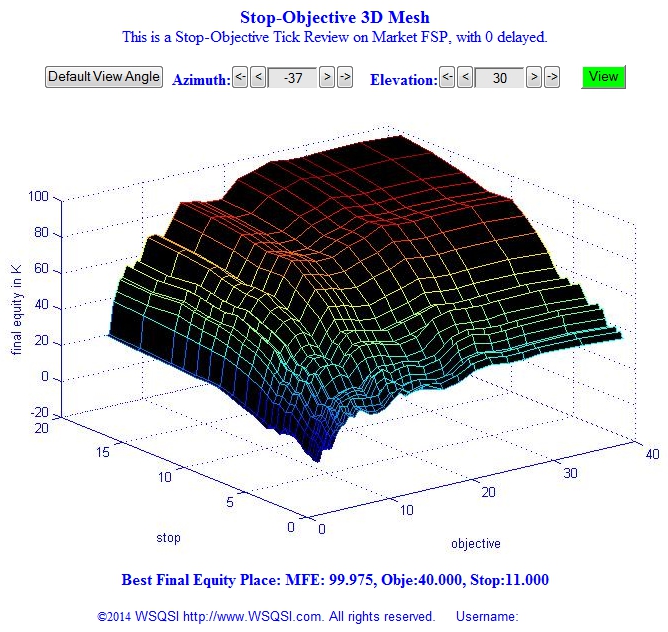 Stop-Objective 3D Mesh
This is a Stop-Objective Tick Review on Market FSP, with 0 delayed.
Default View Angle Azimuth: <- < -37 > -> Elevation: <- < 30 > -> View
100
80
60
40
20
0
-20
final equity in K
20
15
10
5
0
stop
0
10
20
30
40
objective
Best Final Equity Place: MFE: 99.975, Obje:40.000, Stop:11.000
©2014 WSQSI http://www.WSQSI.com. All rights reserved. Username: